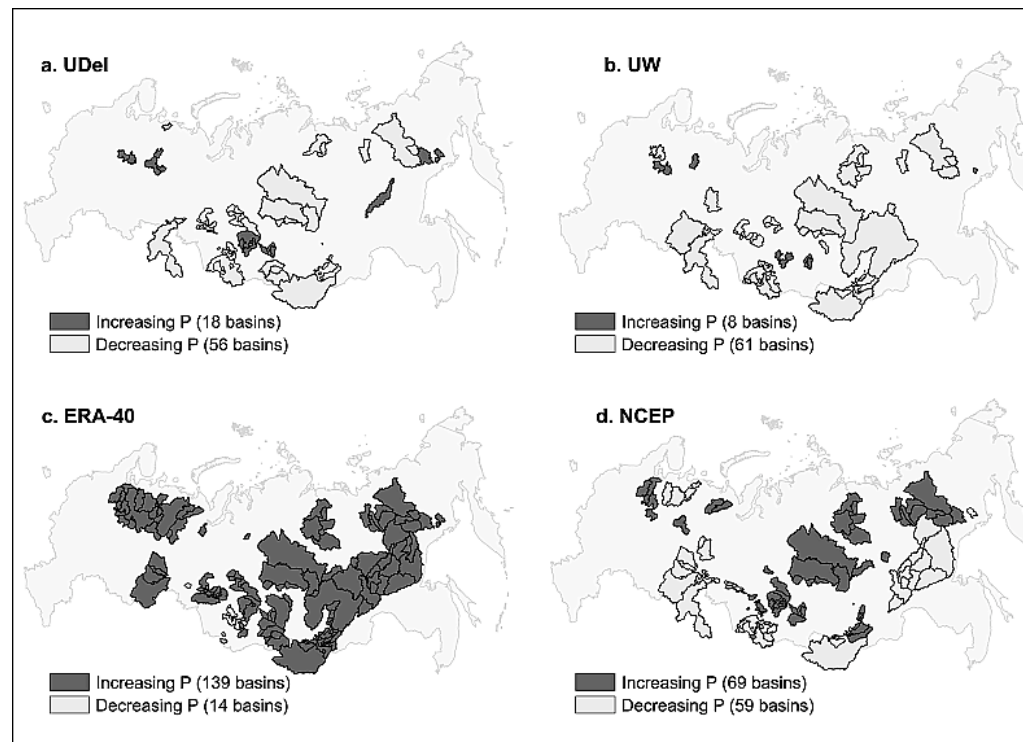 a. UDel
Increasing P (18 basins)
Decreasing P (56 basins)
b. UW
Increasing P (8 basins)
Decreasing P (61 basins)
c. ERA-40
Increasing P (139 basins)
Decreasing P (14 basins)
d. NCEP
Increasing P (69 basins)
Decreasing P (59 basins)